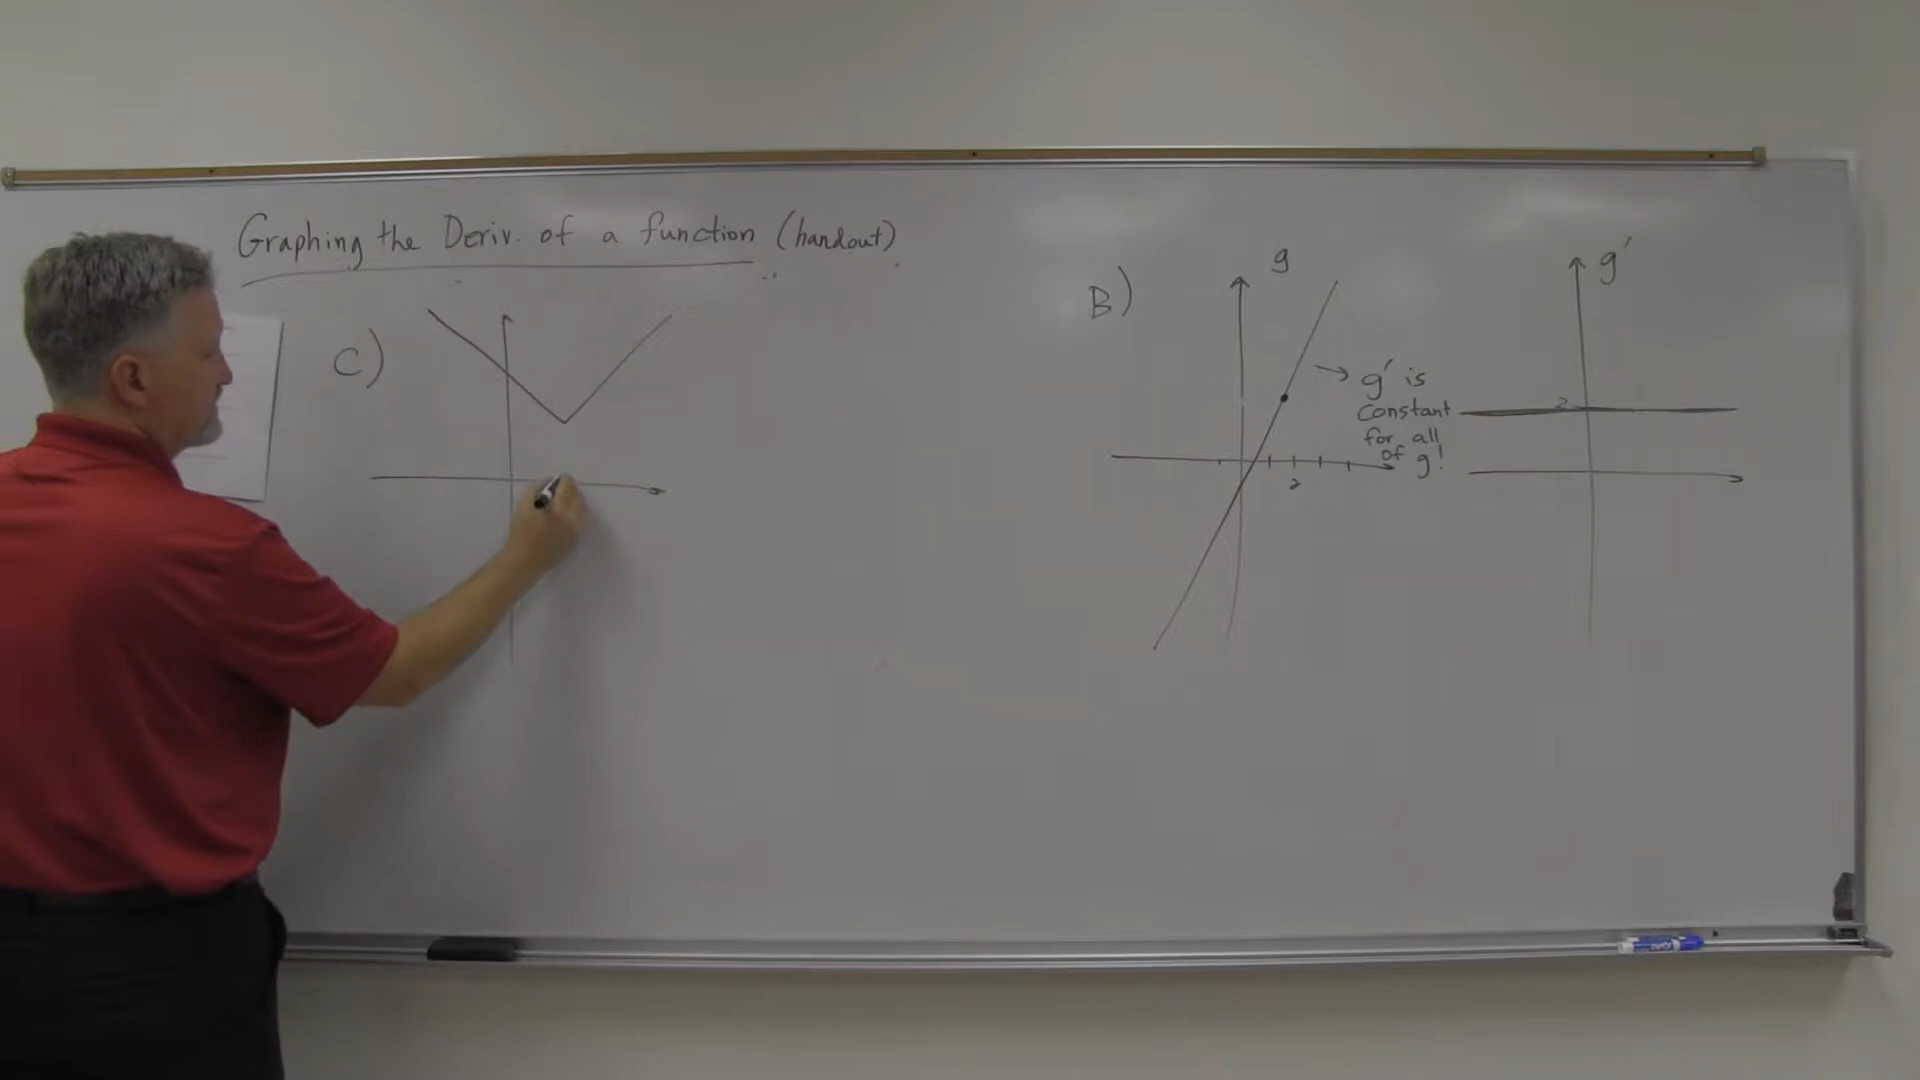 Graphing the Deriv. of a function (handout)
C)
B)
g
→ g' is
constant
for all
of g!
2
g'
2